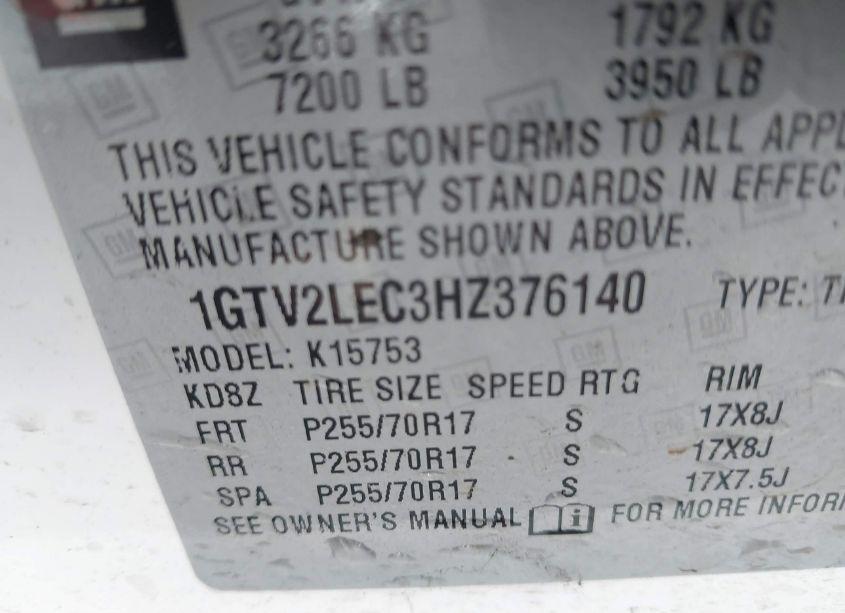 3266 KG 1792 KG
7200 LB 3950 LB
THIS VEHICLE CONFORMS TO ALL APPL
VEHICLE SAFETY STANDARDS IN EFFEC
MANUFACTURE SHOWN ABOVE.
1GTV2LEC3HZ376140 TYPE: T
MODEL: K15753
KD8Z TIRE SIZE SPEED RTG RIM
FRT P255/70R17 S 17X8J
RR P255/70R17 S 17X8J
SPA P255/70R17 S 17X7.5J
SEE OWNER'S MANUAL i FOR MORE INFOR